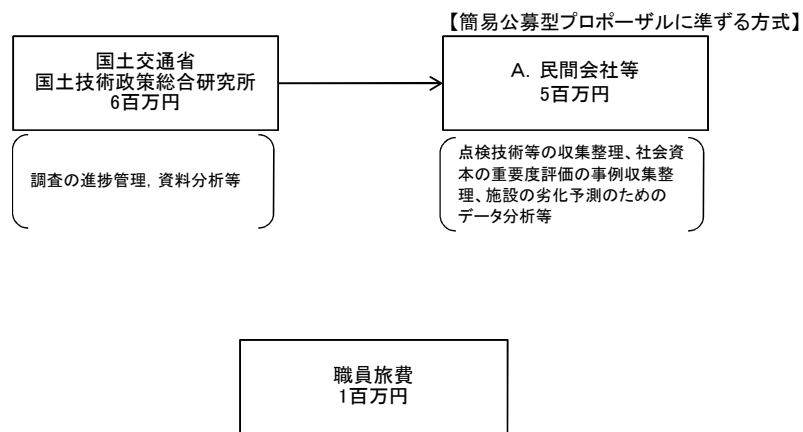 【簡易公募型プロポーザルに準ずる方式】
国土交通省
国土技術政策総合研究所
6百万円
A．民間会社等
5百万円
調査の進捗管理，資料分析等
点検技術等の収集整理、社会資
本の重要度評価の事例収集整
理、施設の劣化予測のための
データ分析等
職員旅費
1百万円